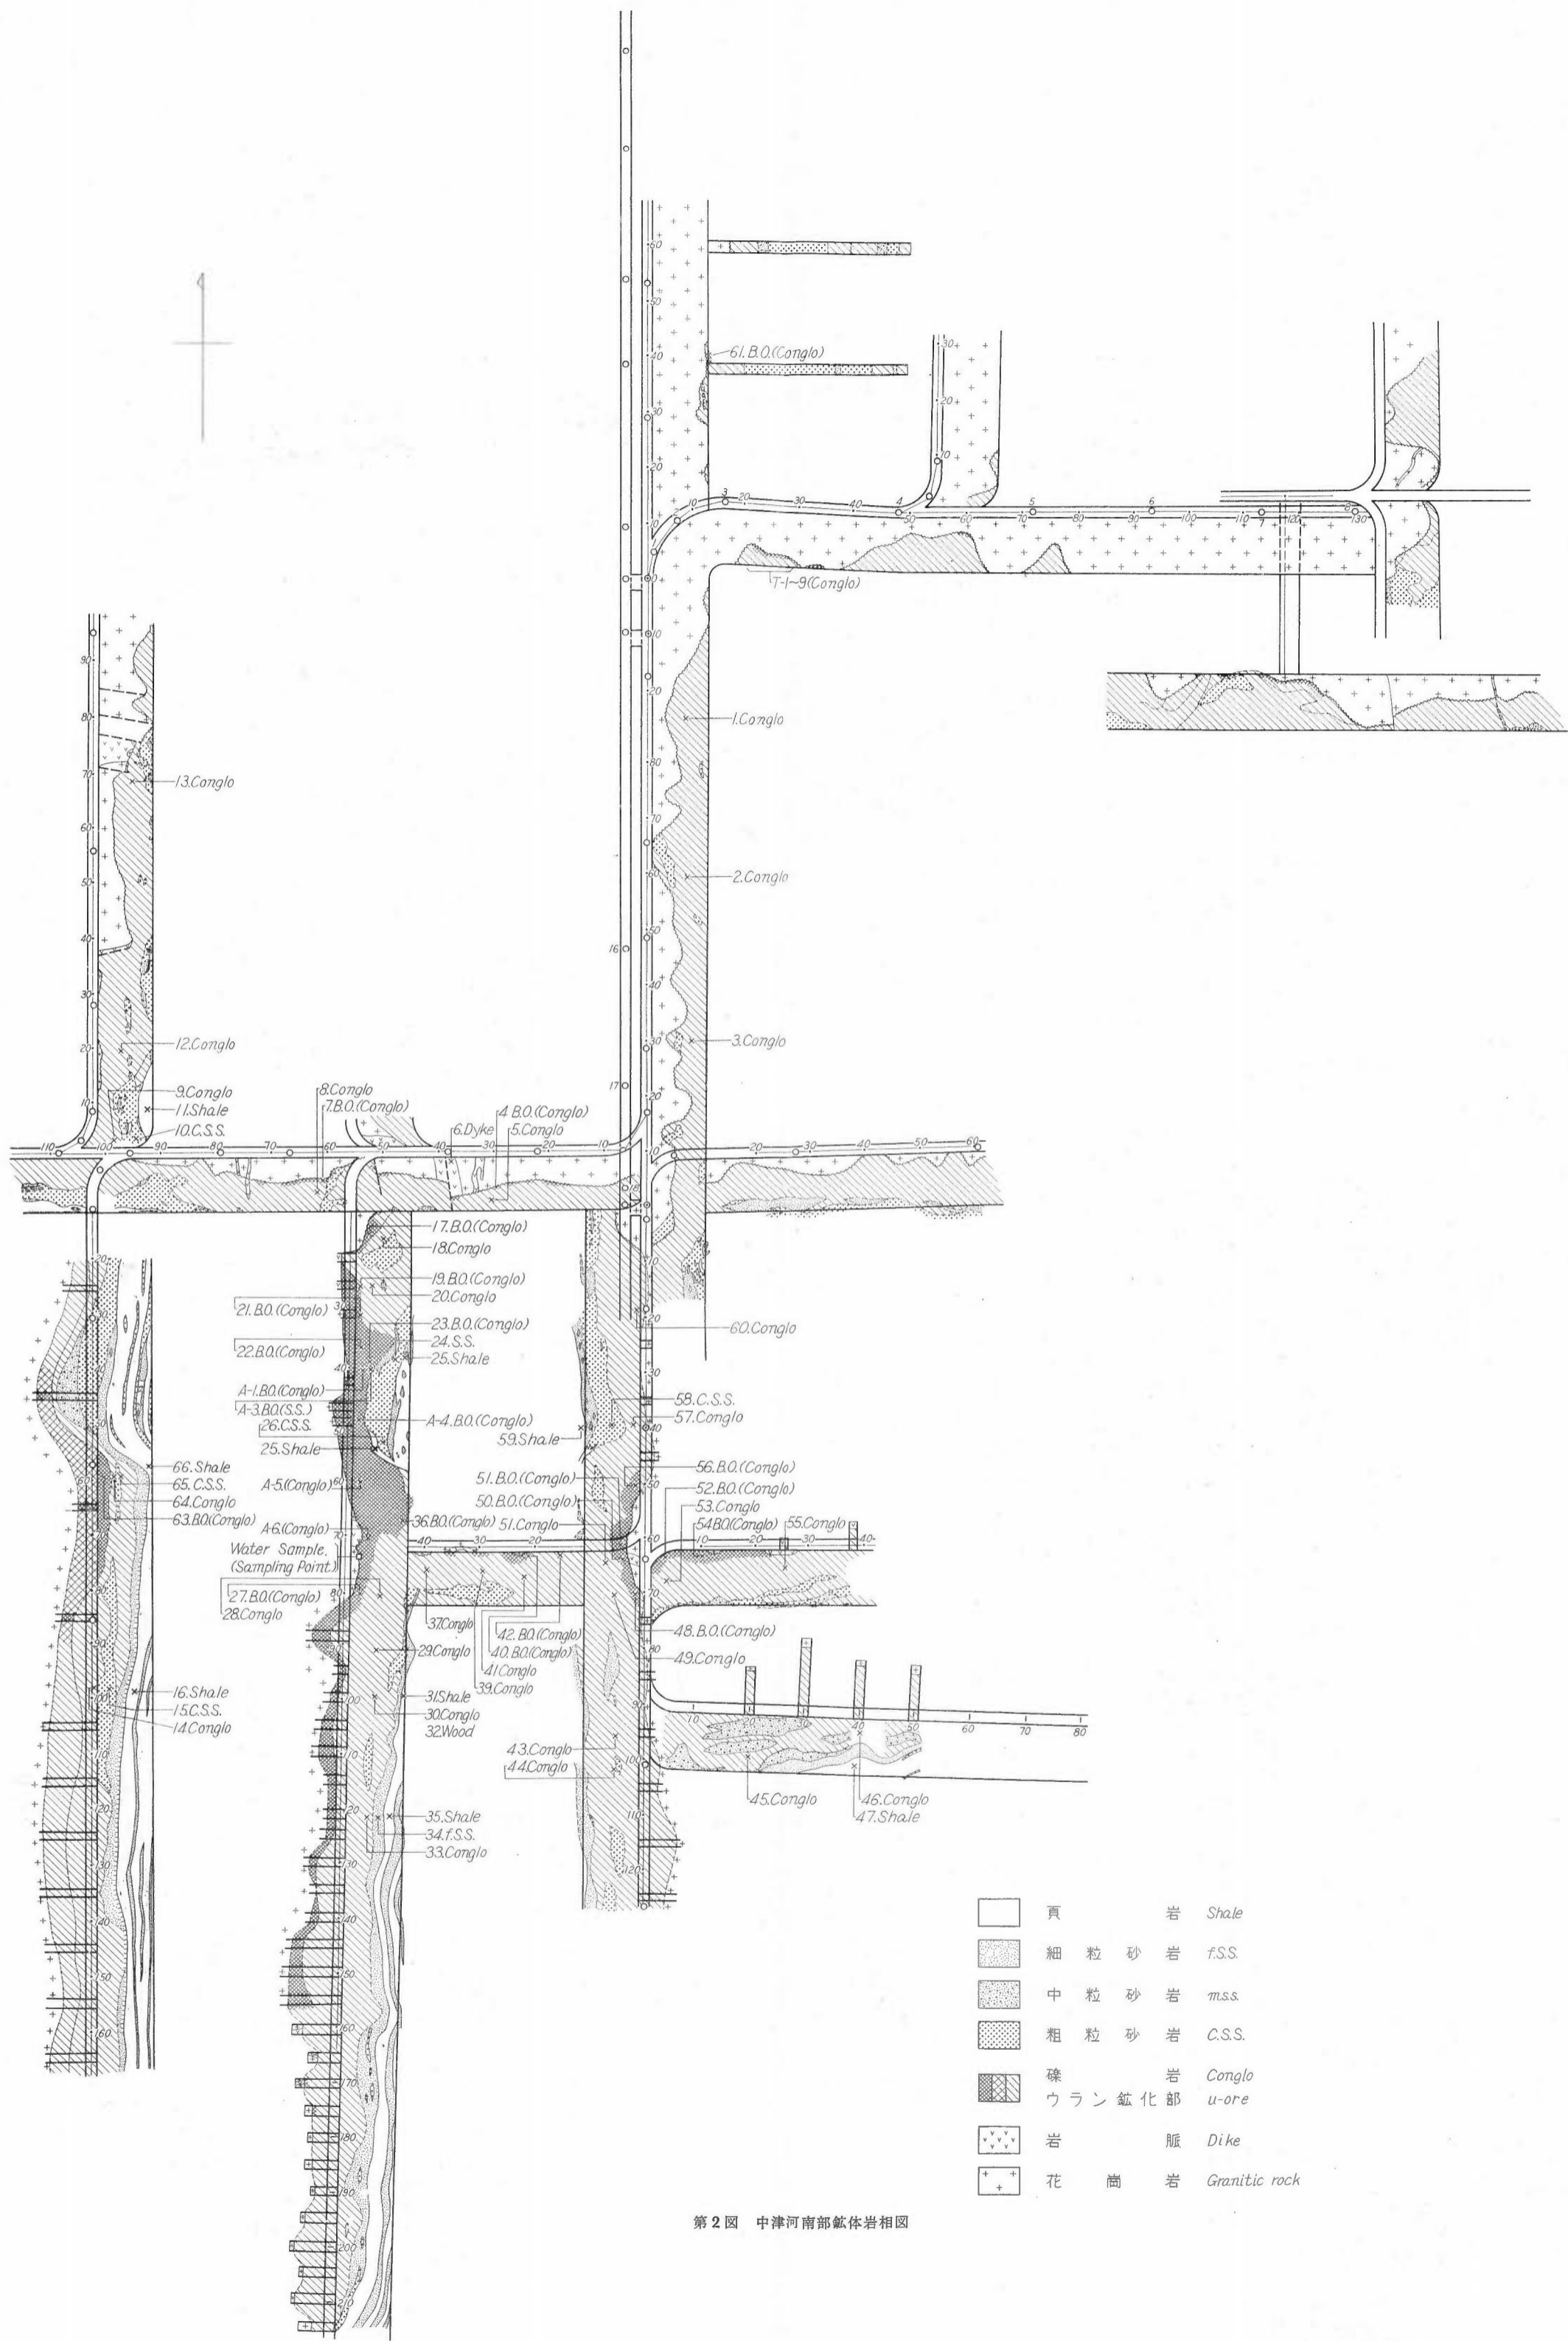 61.B.O.(Conglo)
T-1~9(Conglo)
1.Conglo
13.Conglo
2.Conglo
12.Conglo
3.Conglo
9.Conglo
11.Shale
10.C.S.S.
8.Conglo
7.B.O.(Conglo)
4.B.O.(Conglo)
6.Dyke
5.Conglo
17.B.O.(Conglo)
18.Conglo
19.B.O.(Conglo)
20.Conglo
21.B.O.(Conglo)
23.B.O.(Conglo)
60.Conglo
24.S.S.
22.B.O.(Conglo)
25.Shale
A-1.B.O.(Conglo)
58.C.S.S.
A-3.B.O.(S.S.)
A-4.B.O.(Conglo)
57.Conglo
26.C.S.S.
59.Shale
25.Shale
66.Shale
56.B.O.(Conglo)
65.C.S.S.
A-5.(Conglo)
51.B.O.(Conglo)
52.B.O.(Conglo)
64.Conglo
50.B.O.(Conglo)
53.Conglo
63.B.O.(Conglo)
36.B.O.(Conglo)
51.Conglo
54.B.O.(Conglo)
55.Conglo
A-6.(Conglo)
Water Sample.
(Sampling Point)
27.B.O.(Conglo)
28.Conglo
37.Conglo
42.B.O.(Conglo)
48.B.O.(Conglo)
29.Conglo
40.B.O.(Conglo)
49.Conglo
41.Conglo
39.Conglo
16.Shale
31.Shale
15.C.S.S.
30.Conglo
14.Conglo
32.Wood
43.Conglo
44.Conglo
45.Conglo
46.Conglo
47.Shale
35.Shale
34.f.S.S.
33.Conglo
頁岩 Shale
細粒砂岩 f.S.S.
中粒砂岩 m.s.s.
粗粒砂岩 C.S.S.
礫岩 Conglo
ウラン鉱化部 u-ore
岩脈 Dike
花崗岩 Granitic rock
第2図 中津河南部鉱体岩相図